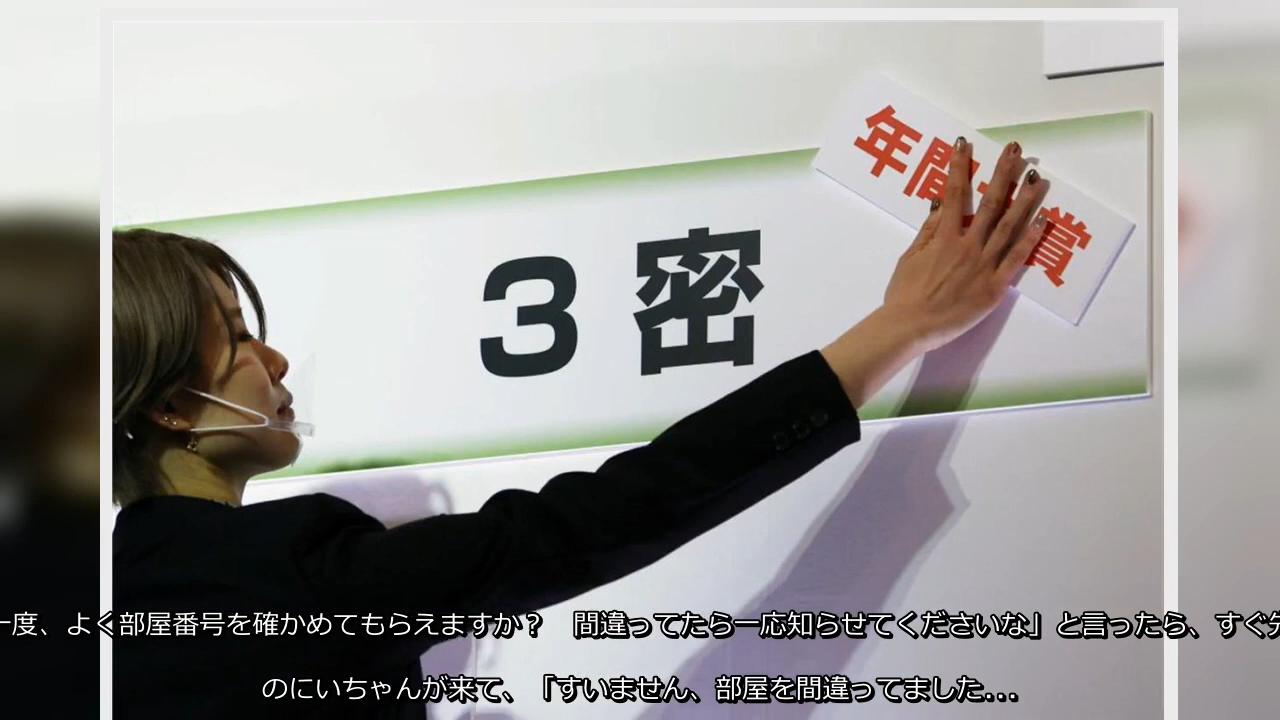 年間大賞
3密
一度、よく部屋番号を確かめてもらえますか？　間違ってたら一応知らせてくださいな」と言ったら、すぐ先
のにいちゃんが来て、「すいません、部屋を間違ってました...